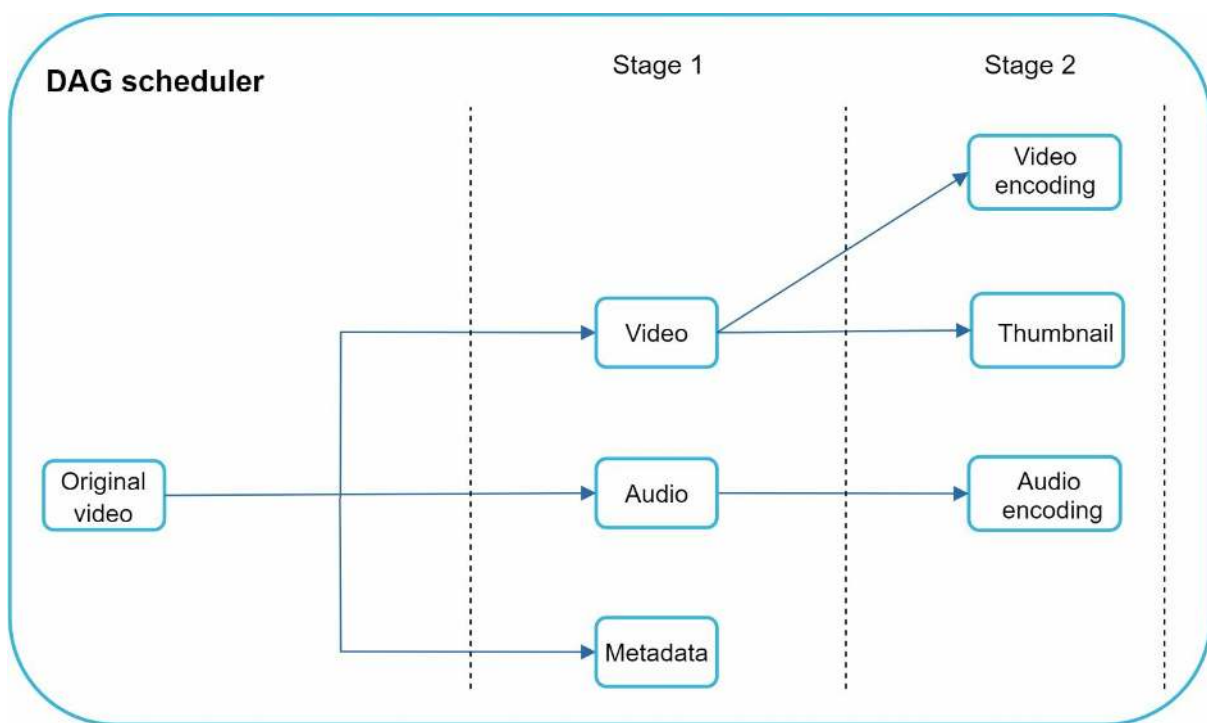 DAG scheduler
Stage 1
Stage 2
Video
encoding
Video
Thumbnail
Original
video
Audio
Audio
encoding
Metadata